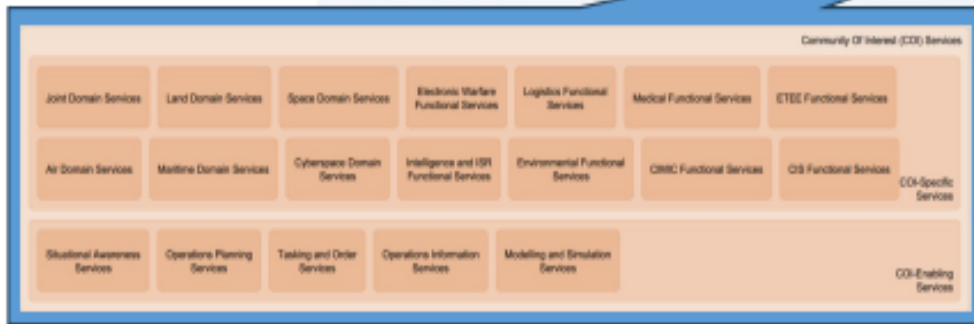 Community Of Interest (COI) Services
Joint Domain Services
Land Domain Services
Space Domain Services
Electronic Warfare
Functional Services
Logistics Functional
Services
Medical Functional Services
ETEE Functional Services
Air Domain Services
Maritime Domain Services
Cyberspace Domain
Services
Intelligence and ISR
Functional Services
Environmental Functional
Services
CIMIC Functional Services
CIS Functional Services
COI-Specific
Services
Situational Awareness
Services
Operations Planning
Services
Tasking and Order
Services
Operations Information
Services
Modelling and Simulation
Services
COI-Enabling
Services